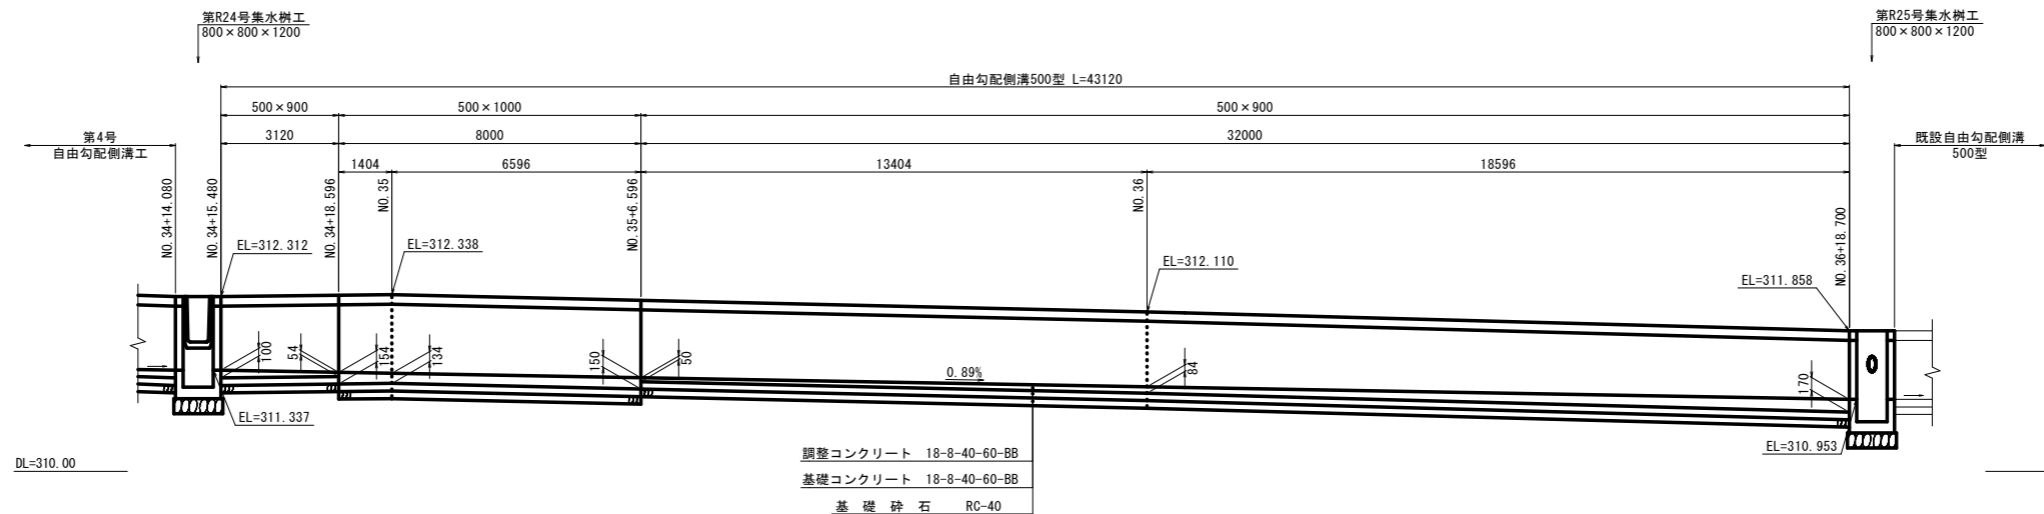 第R24号集水桝工
800×800×1200
第R25号集水桝工
800×800×1200
自由勾配側溝500型 L=43120
500×900
500×1000
500×900
第4号
自由勾配側溝工
3120
8000
32000
既設自由勾配側溝
500型
1404
6596
13404
18596
NO.34+14.080
NO.34+15.480
NO.34+18.596
NO.35
NO.35+6.596
NO.36
NO.36+18.700
EL=312.312
EL=312.338
EL=312.110
EL=311.858
100
54
154
134
150
50
0.89%
84
170
EL=311.337
EL=310.953
DL=310.00
調整コンクリート 18-8-40-60-BB
基礎コンクリート 18-8-40-60-BB
基礎砕石 RC-40